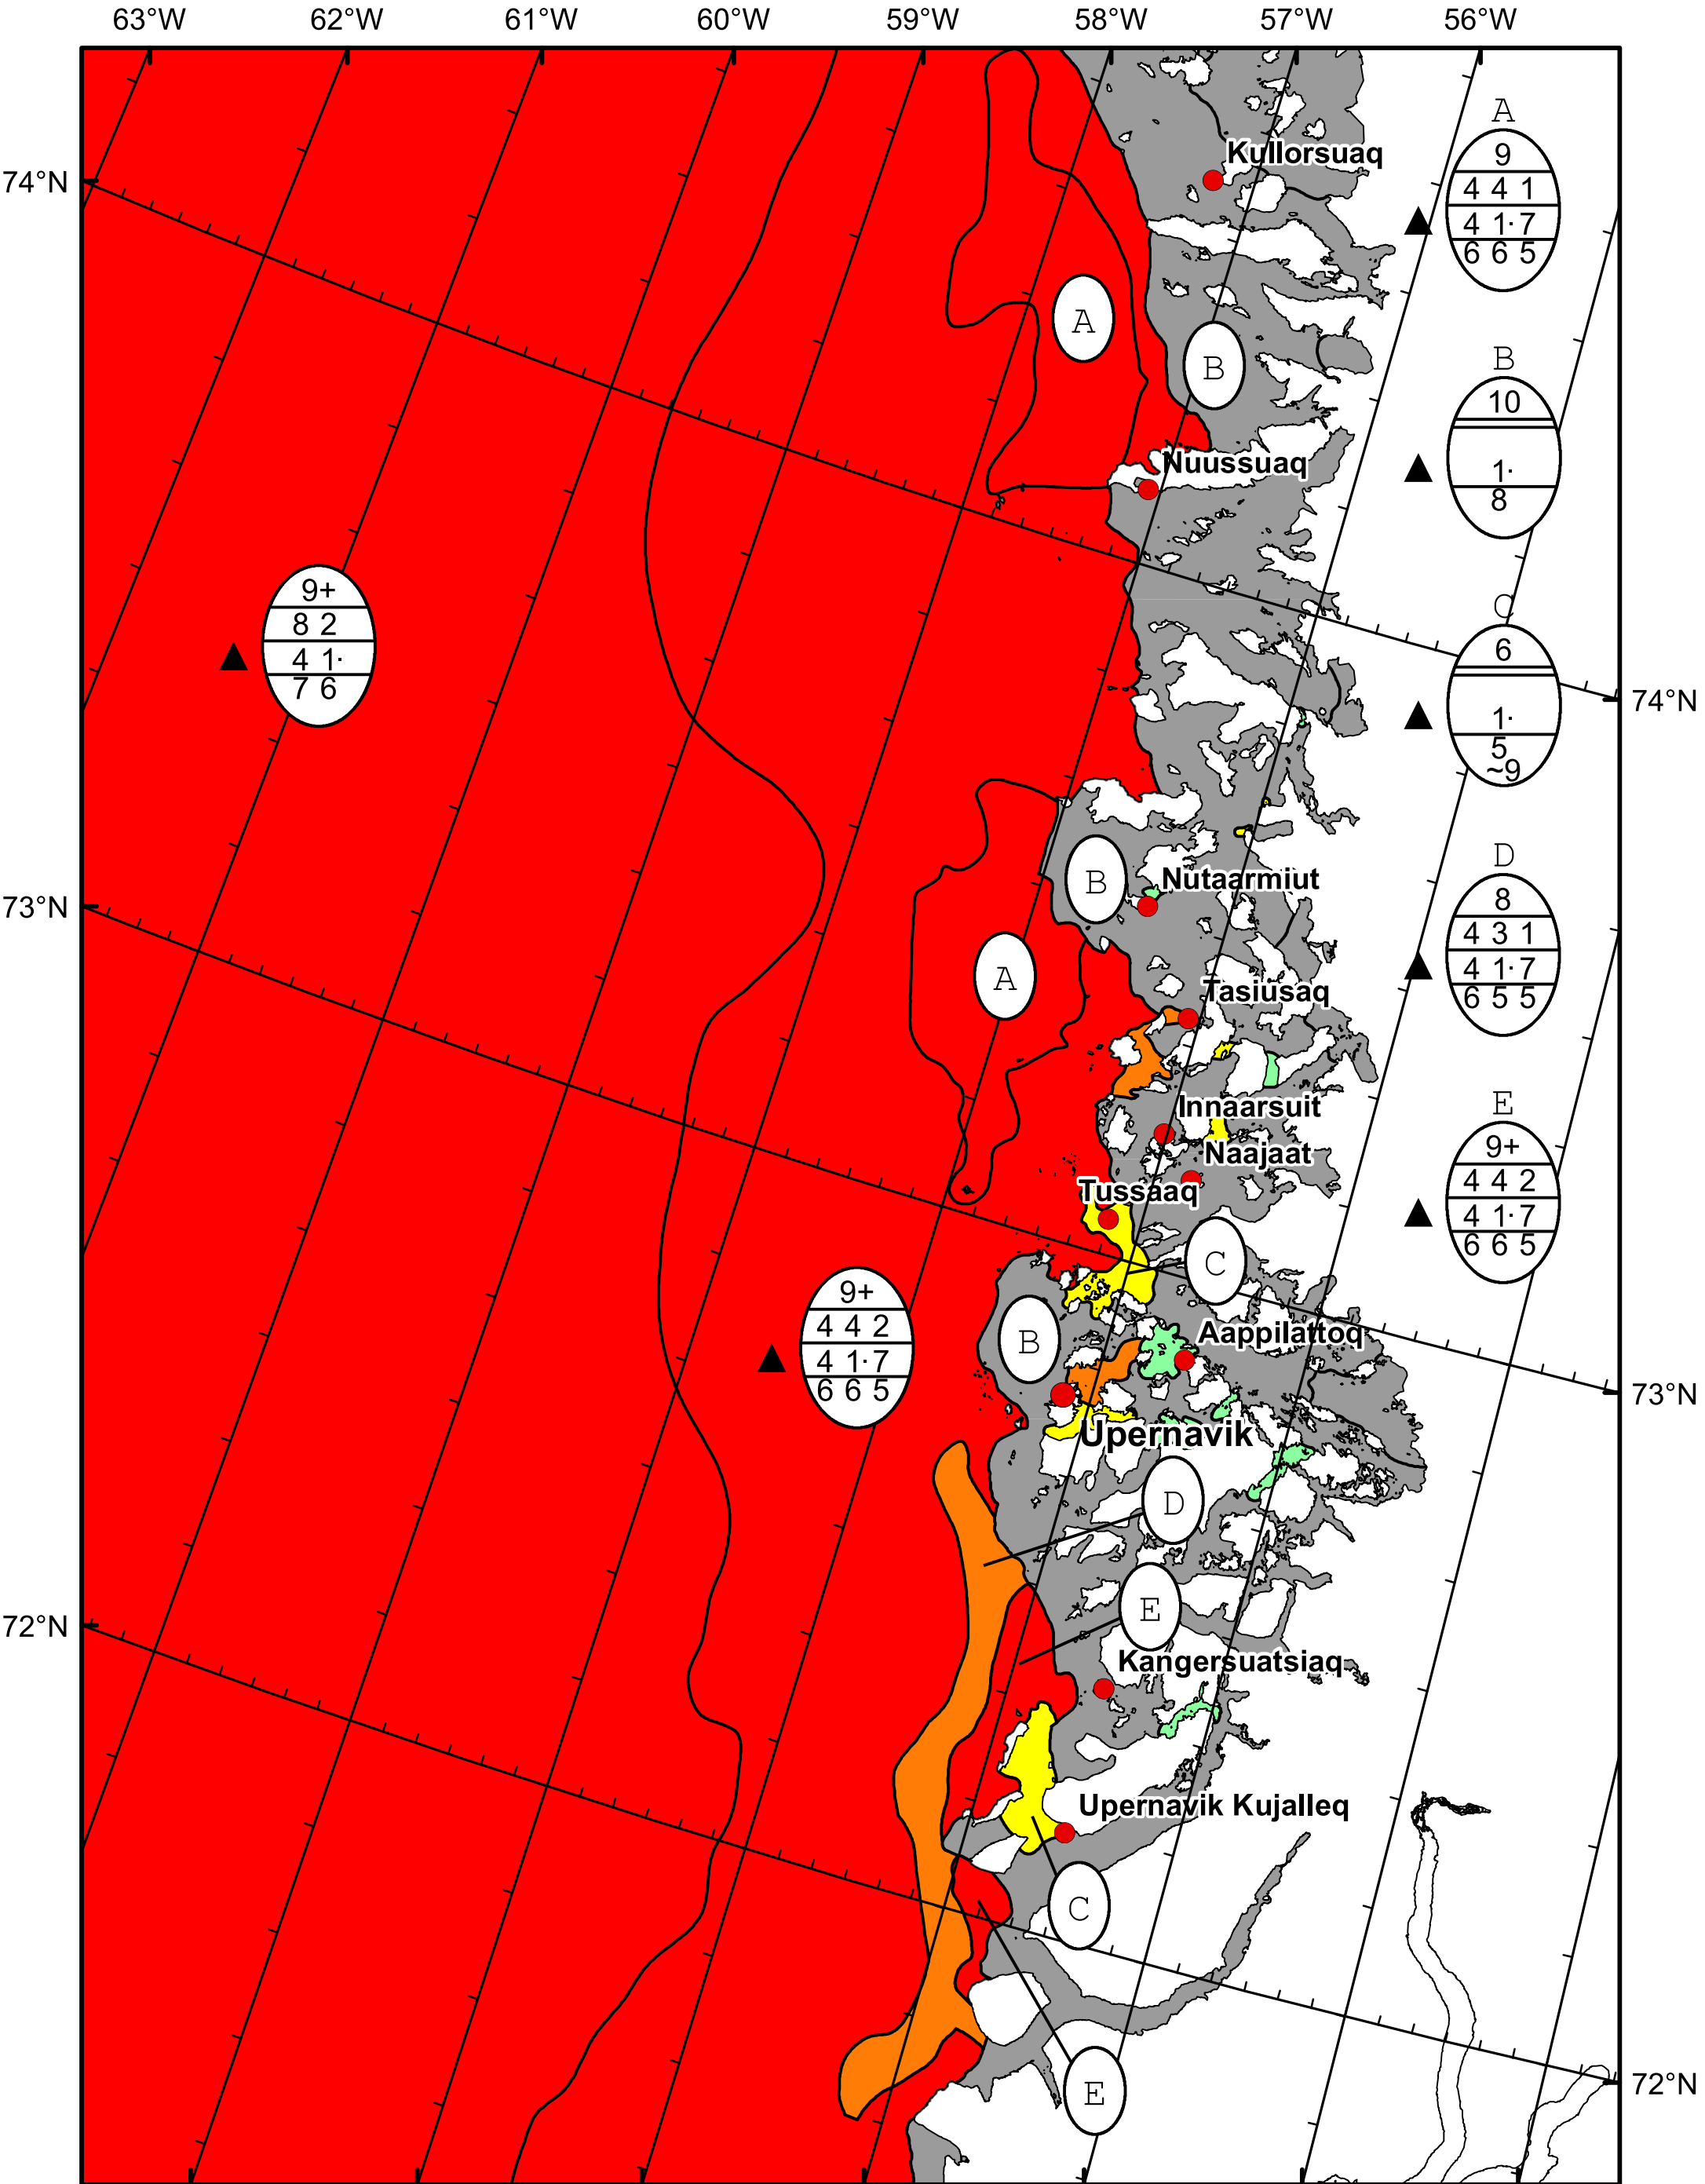 63°W 62°W 61°W 60°W 59°W 58°W 57°W 56°W
A
9
4 4 1
4 1· 7
6 6 5
Kullorsuaq
74°N
A
B
B
10
1·
8
Nuussuaq
9+
8 2
4 1·
7 6
C
6
1·
5
~9
74°N
B
Nutaarmiut
73°N
D
8
4 3 1
4 1· 7
6 5 5
A
Tasiusaq
Innaarsuit
Naajaat
E
9+
4 4 2
4 1· 7
6 6 5
Tussaaq
C
9+
4 4 2
4 1· 7
6 6 5
B
Aappilattoq
73°N
Upernavik
D
E
72°N
Kangersuatsiaq
Upernavik Kujalleq
C
E
72°N